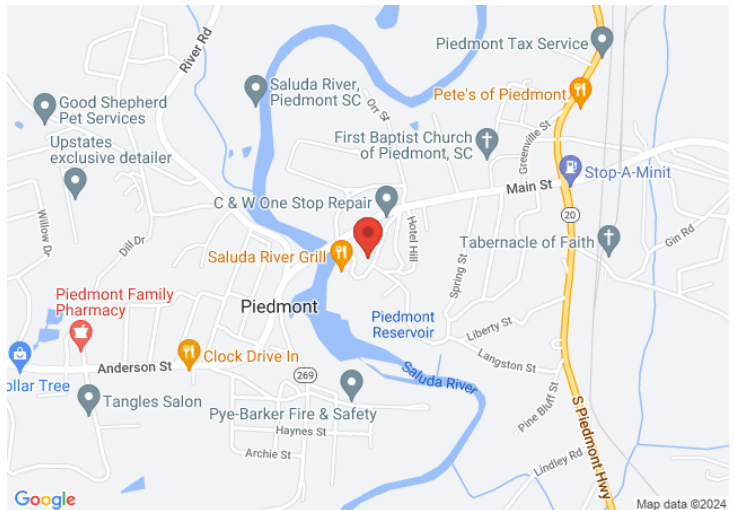 River Rd
Piedmont Tax Service
Good Shepherd
Pet Services
Saluda River,
Piedmont SC
Pete's of Piedmont
Orr St
Upstates
exclusive detailer
First Baptist Church
of Piedmont, SC
Greenville St
Stop-A-Minit
Main St
C & W One Stop Repair
20
Willow Dr
Dill Dr
Hotel Hill
Gin Rd
Tabernacle of Faith
Saluda River Grill
Spring St
Piedmont Family
Pharmacy
Piedmont
Piedmont
Reservoir
Liberty St
Clock Drive In
Anderson St
ollar Tree
Langston St
Saluda River
269
Tangles Salon
Pye-Barker Fire & Safety
Pine Bluff St
S Piedmont Hwy
Haynes St
Archie St
Lindley Rd
Google
Map data ©2024